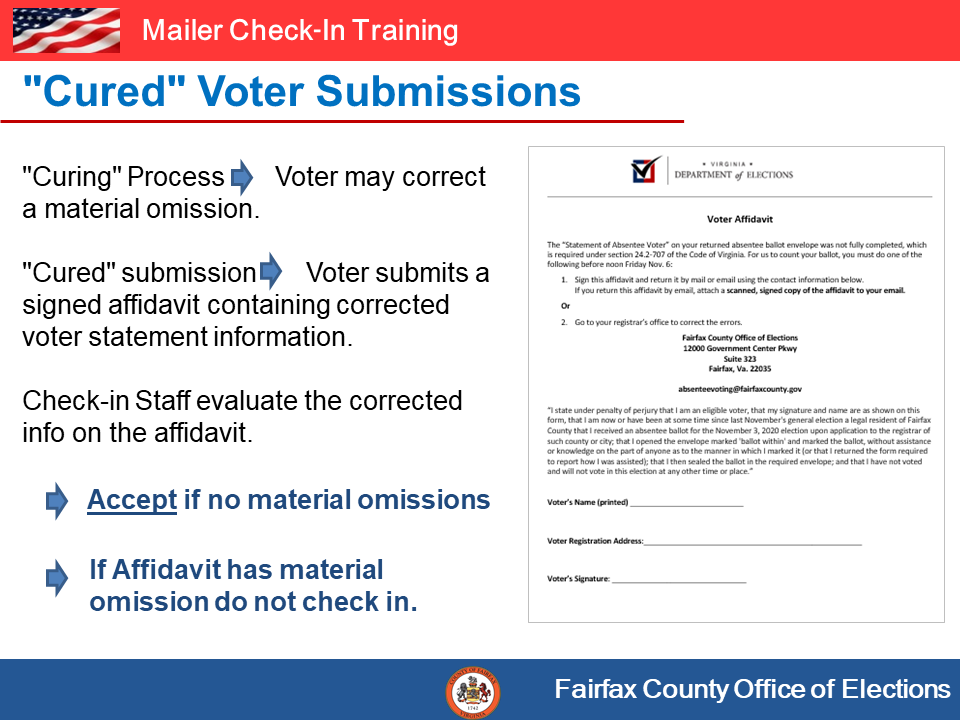 Mailer Check-In Training
"Cured" Voter Submissions
"Curing" Process Voter may correct
a material omission.
"Cured" submission Voter submits a
signed affidavit containing corrected
voter statement information.
Check-in Staff evaluate the corrected
info on the affidavit.
Accept if no material omissions
If Affidavit has material
omission do not check in.
* VIRGINIA *
DEPARTMENT of ELECTIONS
Voter Affidavit
The "Statement of Absentee Voter" on your returned absentee ballot envelope was not fully completed, which
is required under section 24.2-707 of the Code of Virginia. For us to count your ballot, you must do one of the
following before noon Friday Nov. 6:
1. Sign this affidavit and return it by mail or email using the contact information below.
If you return this affidavit by email, attach a scanned, signed copy of the affidavit to your email.
Or
2. Go to your registrar's office to correct the errors.
Fairfax County Office of Elections
12000 Government Center Pkwy
Suite 323
Fairfax, Va. 22035
absenteevoting@fairfaxcounty.gov
"I state under penalty of perjury that I am an eligible voter, that my signature and name are as shown on this
form, that I am now or have been at some time since last November's general election a legal resident of Fairfax
County that I received an absentee ballot for the November 3, 2020 election upon application to the registrar of
such county or city; that I opened the envelope marked 'ballot within' and marked the ballot, without assistance
or knowledge on the part of anyone as to the manner in which I marked it (or that I returned the form required
to report how I was assisted); that I then sealed the ballot in the required envelope; and that I have not voted
and will not vote in this election at any other time or place."
Voter's Name (printed) ____________________
Voter Registration Address:____________________
Voter's Signature: ____________________
Fairfax County Office of Elections